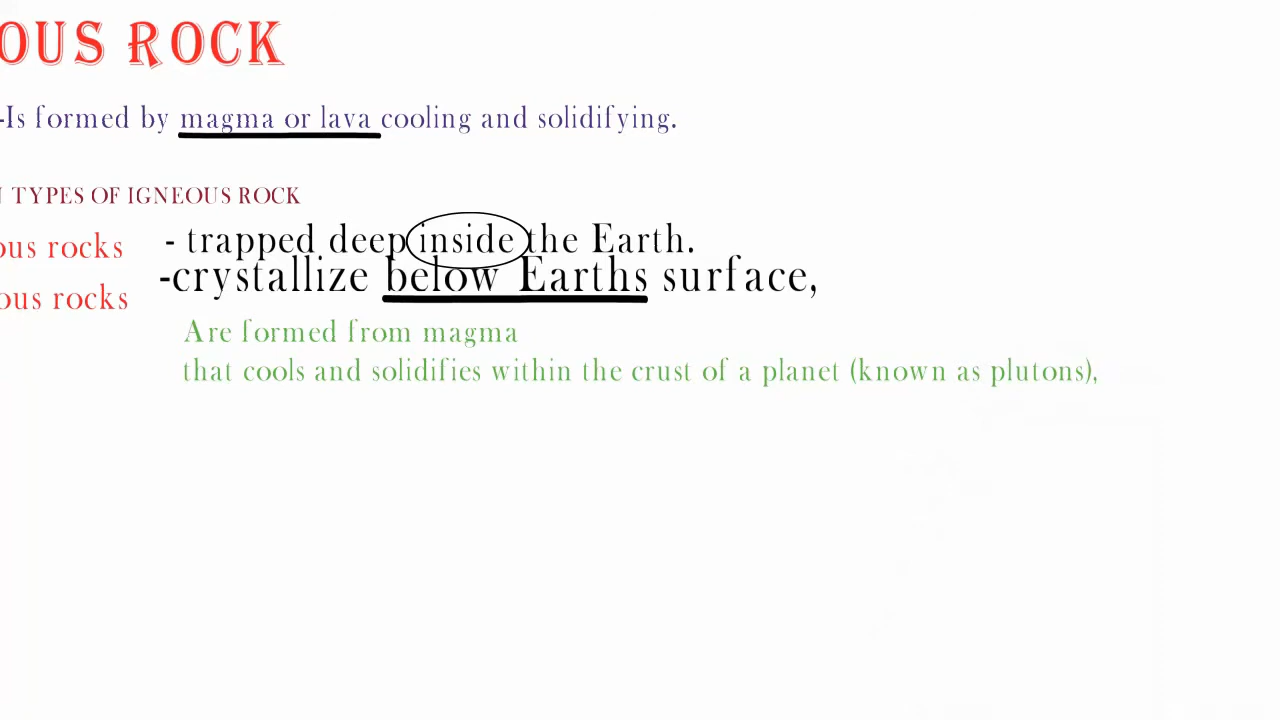 OUS ROCK
-Is formed by magma or lava cooling and solidifying.
TYPES OF IGNEOUS ROCK
ous rocks - trapped deep inside the Earth.
-crystallize below Earths surface,
ous rocks
Are formed from magma
that cools and solidifies within the crust of a planet (known as plutons),